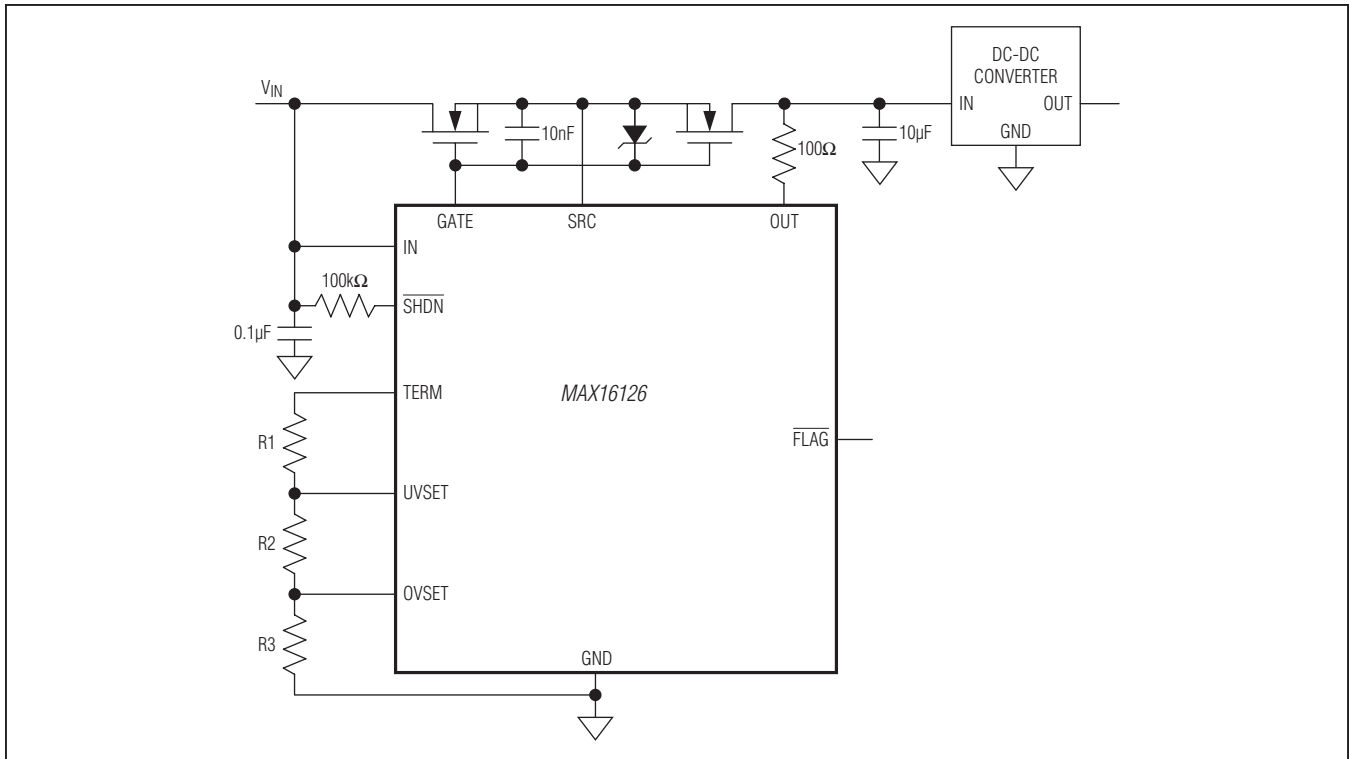 DC-DC
CONVERTER
IN
OUT
GND
VIN
10nF
100Ω
10µF
GATE
SRC
OUT
IN
100kΩ
SHDN
0.1µF
TERM
MAX16126
R1
FLAG
UVSET
R2
OVSET
R3
GND